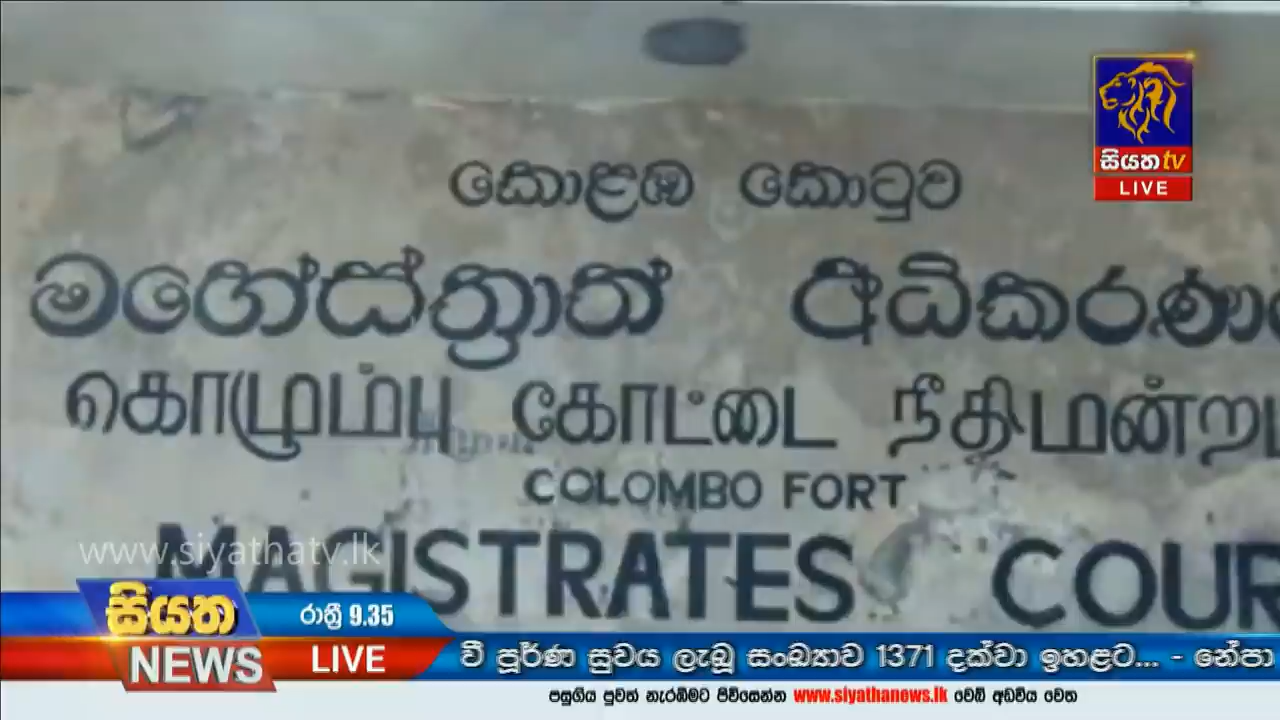 සියත tv
LIVE
කොළඹ කොටුව
මහේස්ත්‍රාත් අධිකරණ
கொழும்பு கோட்டை நீதிமன்ற
COLOMBO FORT
MAGISTRATES COUR
www.siyathatv.lk
සියත
NEWS
රාත්‍රී 9.35
LIVE
වී පූර්ණ සුවය ලැබූ සංඛ්‍යාව 1371 දක්වා ඉහළට... - නේපා
පසුගිය පුවත් නැරඹීමට පිවිසෙන්න www.siyathanews.lk වෙබ් අඩවිය වෙත